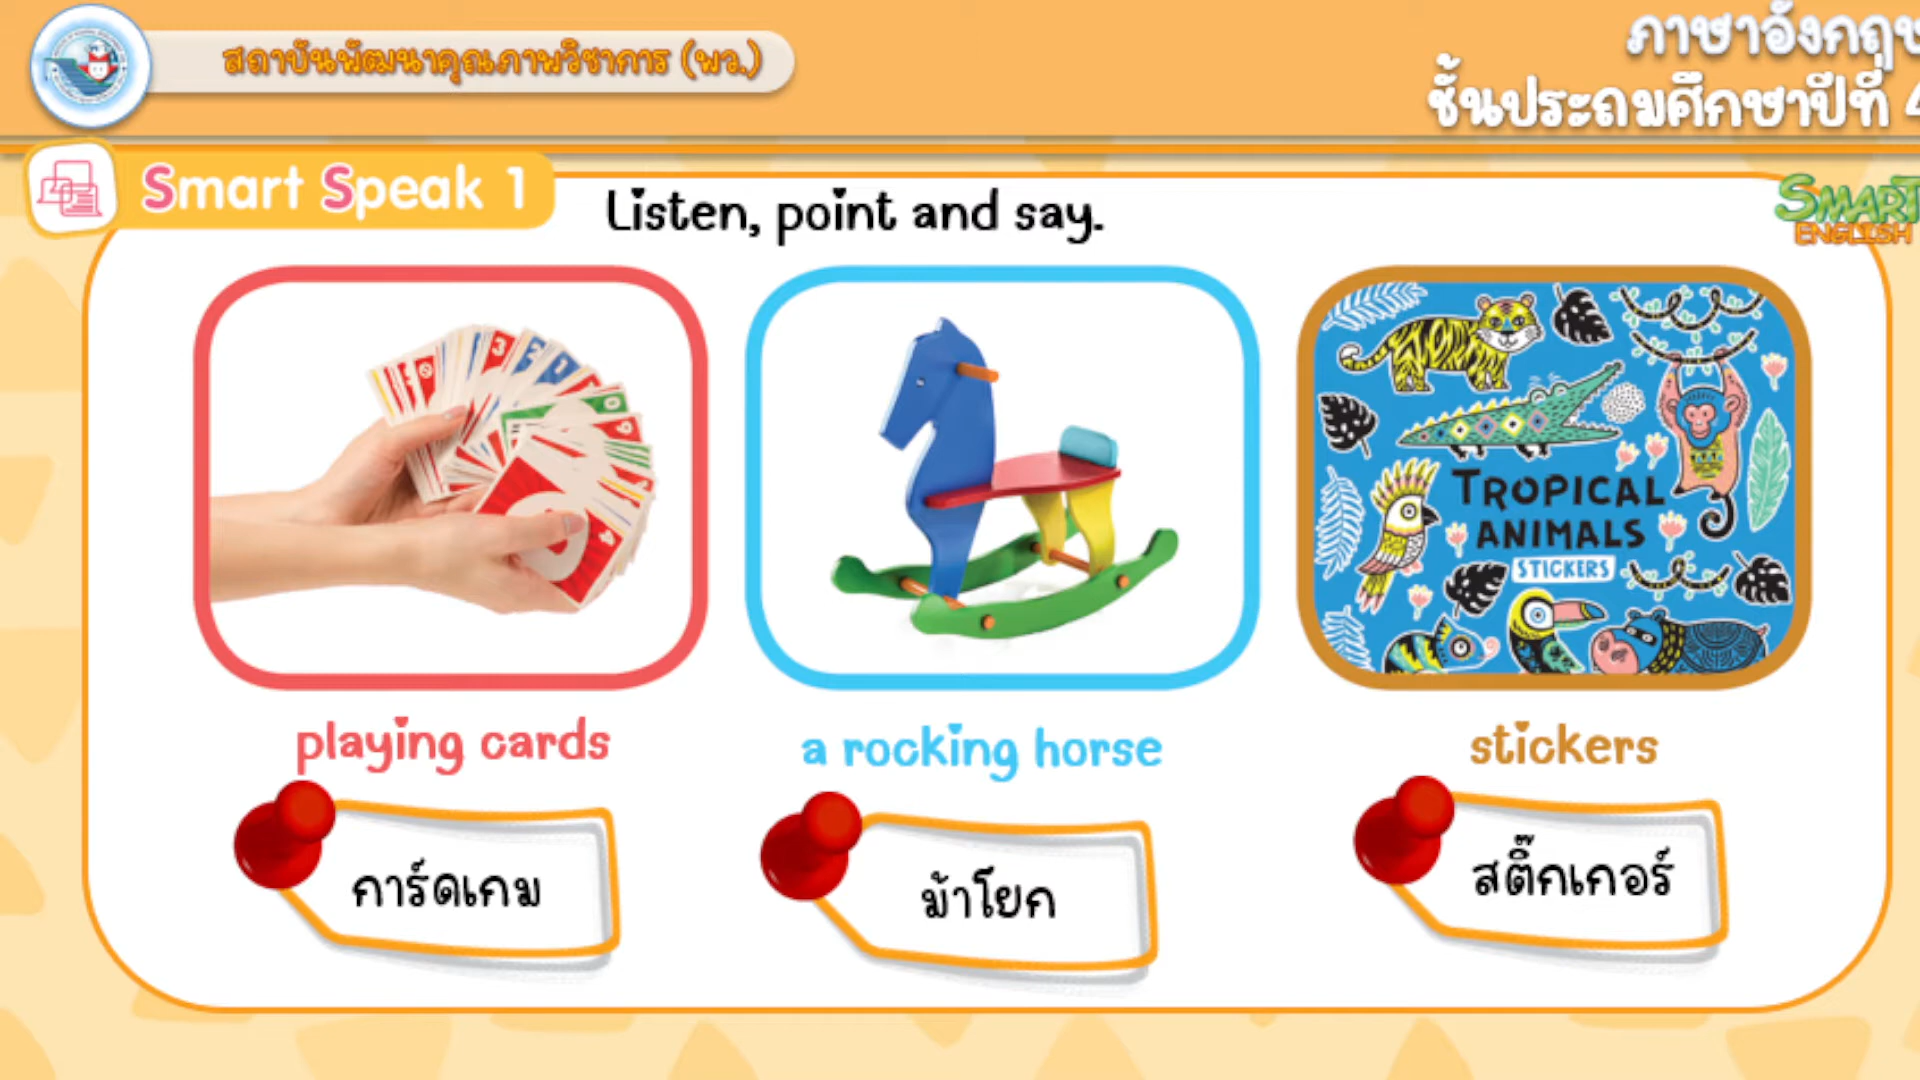 สถาบันพัฒนาคุณภาพวิชาการ (พว.)
ภาษาอังกฤษ
ชั้นประถมศึกษาปีที่ 4
Smart Speak 1
Listen, point and say.
SMART
ENGLISH
TROPICAL
ANIMALS
STICKERS
playing cards
a rocking horse
stickers
การ์ดเกม
ม้าโยก
สติ๊กเกอร์